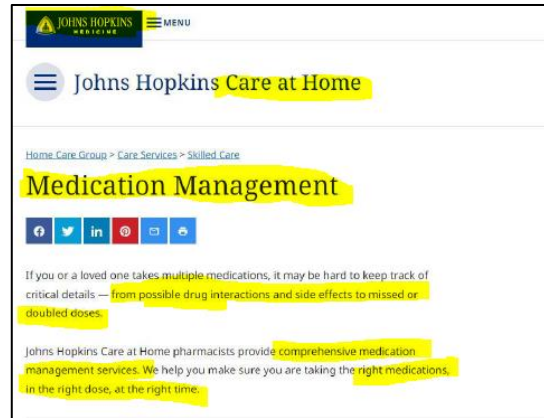 JOHNS HOPKINS
MEDICINE
MENU
Johns Hopkins Care at Home
Home Care Group > Care Services > Skilled Care
Medication Management
If you or a loved one takes multiple medications, it may be hard to keep track of
critical details — from possible drug interactions and side effects to missed or
doubled doses.
Johns Hopkins Care at Home pharmacists provide comprehensive medication
management services. We help you make sure you are taking the right medications,
in the right dose, at the right time.